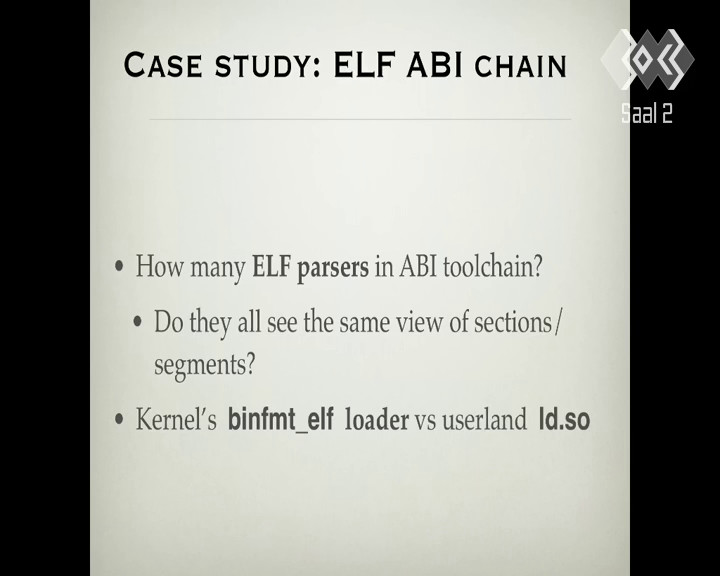 Case study: ELF ABI chain
Saal 2
• How many ELF parsers in ABI toolchain?
• Do they all see the same view of sections/
segments?
• Kernel's binfmt_elf loader vs userland ld.so